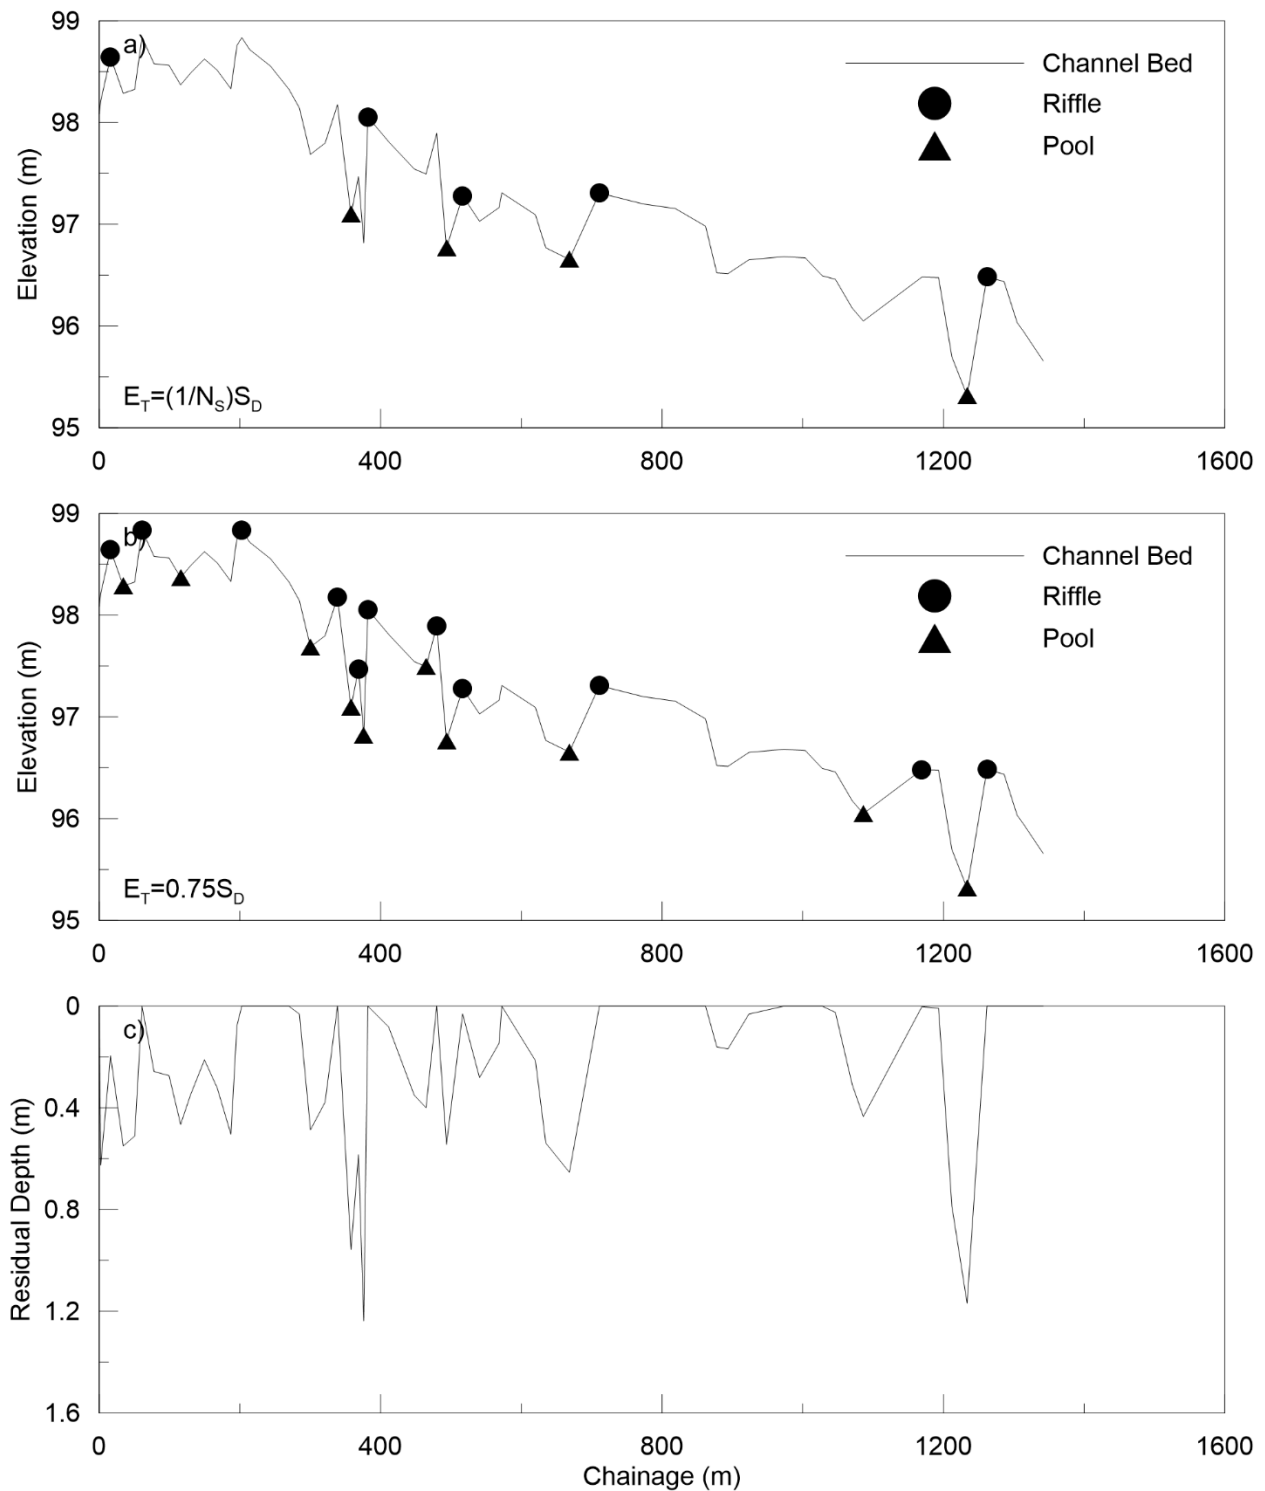 99
98
97
96
95
Elevation (m)
a)
Channel Bed
Riffle
Pool
E_T=(1/N_S)S_D
0 400 800 1200 1600
99
98
97
96
95
Elevation (m)
b)
Channel Bed
Riffle
Pool
E_T=0.75S_D
0 400 800 1200 1600
0
0.4
0.8
1.2
1.6
Residual Depth (m)
c)
0 400 800 1200 1600
Chainage (m)